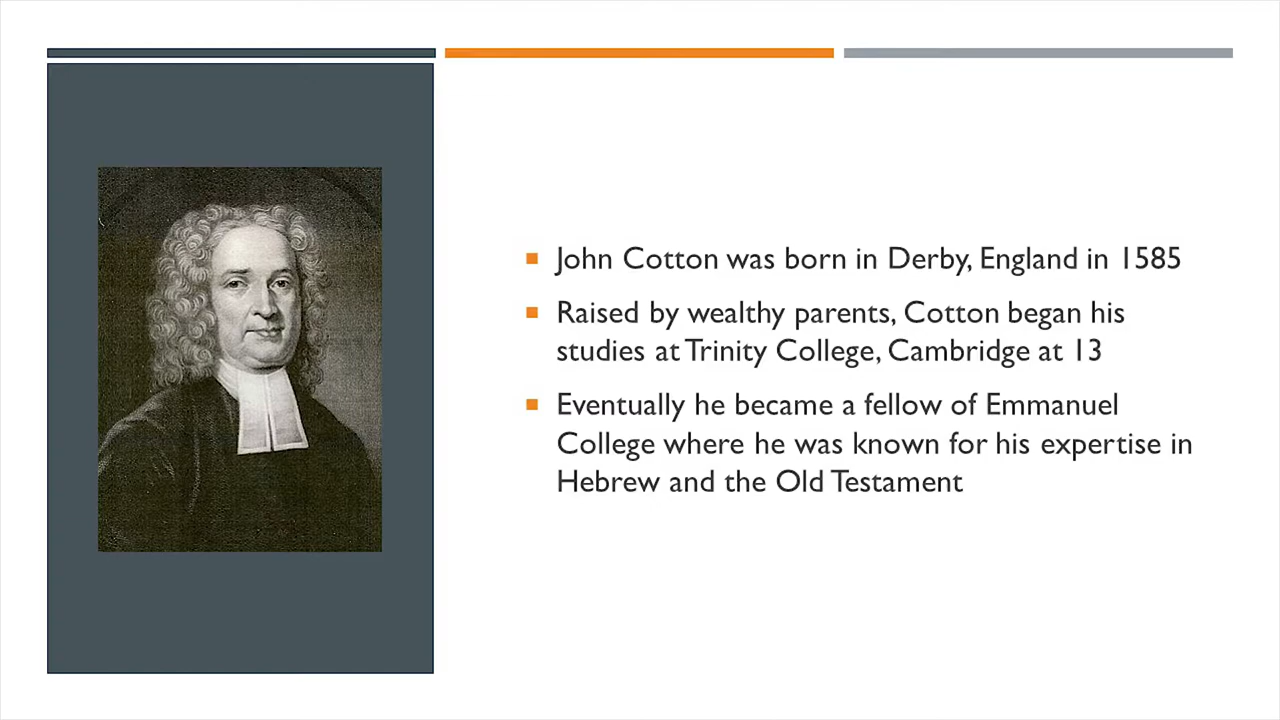 John Cotton was born in Derby, England in 1585
Raised by wealthy parents, Cotton began his
studies at Trinity College, Cambridge at 13
Eventually he became a fellow of Emmanuel
College where he was known for his expertise in
Hebrew and the Old Testament